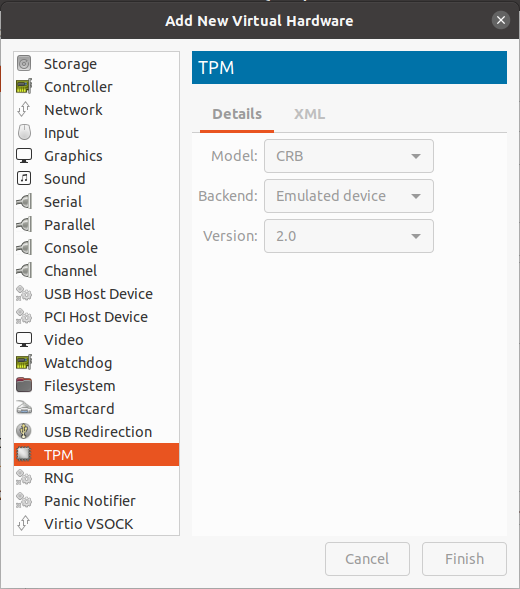 Add New Virtual Hardware
Storage
Controller
Network
Input
Graphics
Sound
Serial
Parallel
Console
Channel
USB Host Device
PCI Host Device
Video
Watchdog
Filesystem
Smartcard
USB Redirection
TPM
RNG
Panic Notifier
Virtio VSOCK
TPM
Details XML
Model: CRB
Backend: Emulated device
Version: 2.0
Cancel Finish